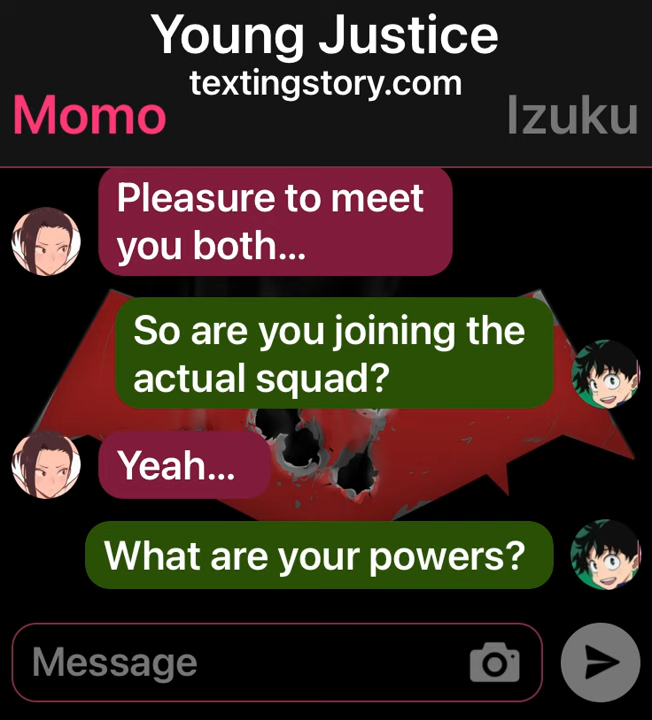 Young Justice
textingstory.com
Momo
Izuku
Pleasure to meet
you both...
So are you joining the
actual squad?
Yeah...
What are your powers?
Message